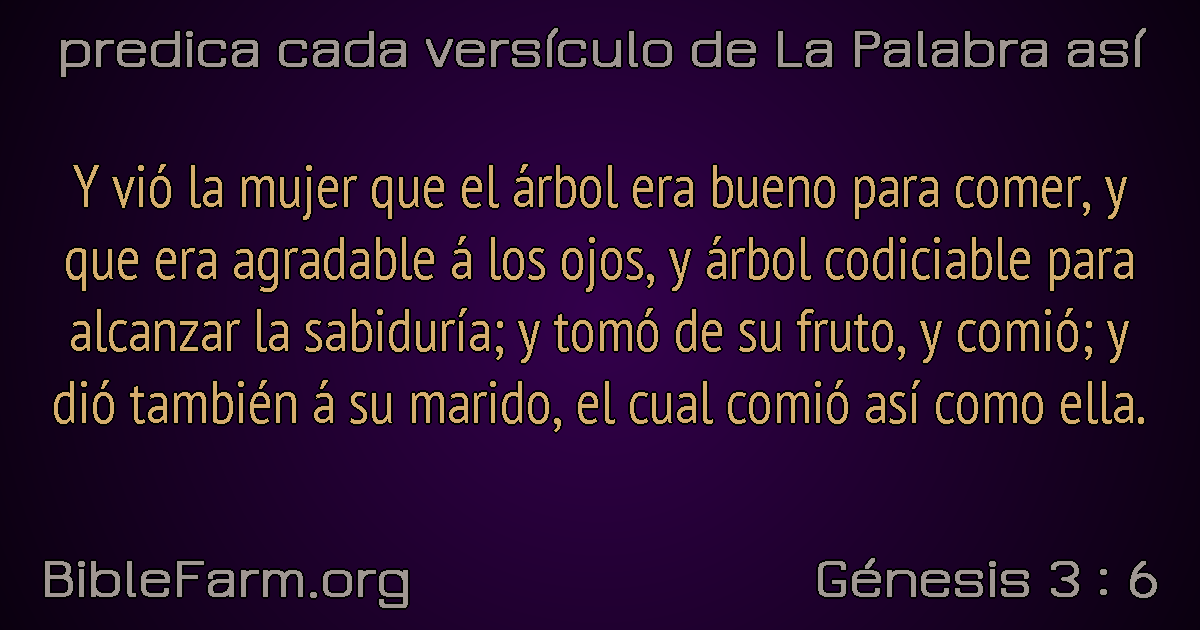 predica cada versículo de La Palabra así
Y vió la mujer que el árbol era bueno para comer, y
que era agradable á los ojos, y árbol codiciable para
alcanzar la sabiduría; y tomó de su fruto, y comió; y
dió también á su marido, el cual comió así como ella.
BibleFarm.org
Génesis 3 : 6